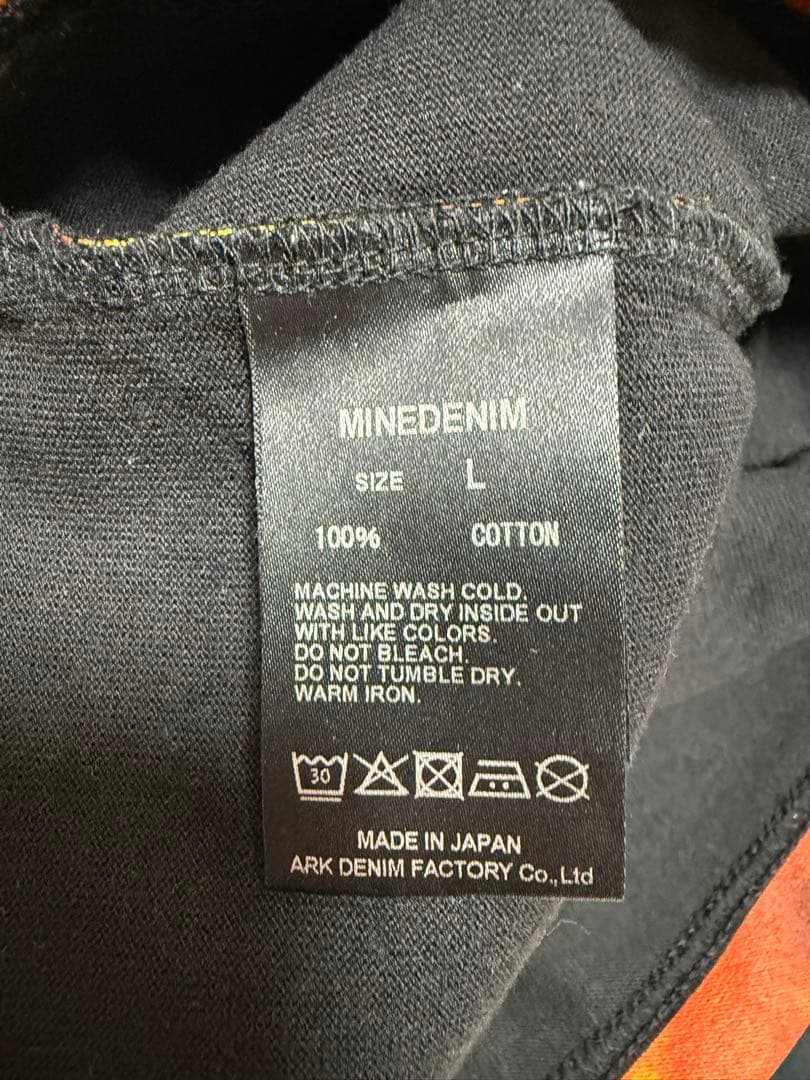 MINEDENIM
SIZE L
100% COTTON
MACHINE WASH COLD.
WASH AND DRY INSIDE OUT
WITH LIKE COLORS.
DO NOT BLEACH.
DO NOT TUMBLE DRY.
WARM IRON.
30
MADE IN JAPAN
ARK DENIM FACTORY Co.,Ltd